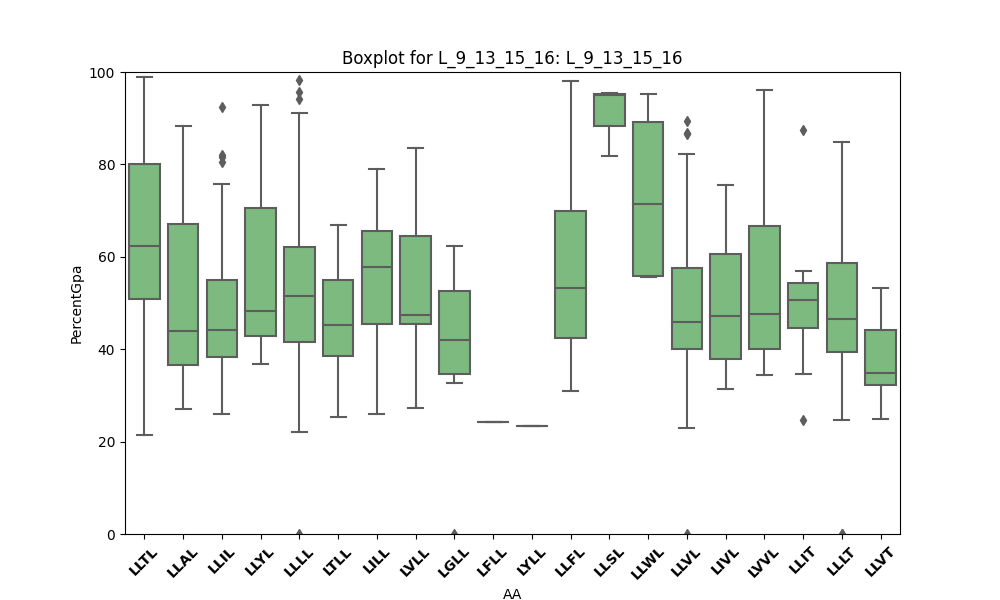 Boxplot for L_9_13_15_16: L_9_13_15_16
PercentGpa
100
80
60
40
20
0
LLTL LLAL LLIL LLYL LLLL LTLL LILL LVLL LGLL LFLL LYLL LLFL LLSL LLWL LLVL LIVL LVVL LLIT LLLT LLVT
AA